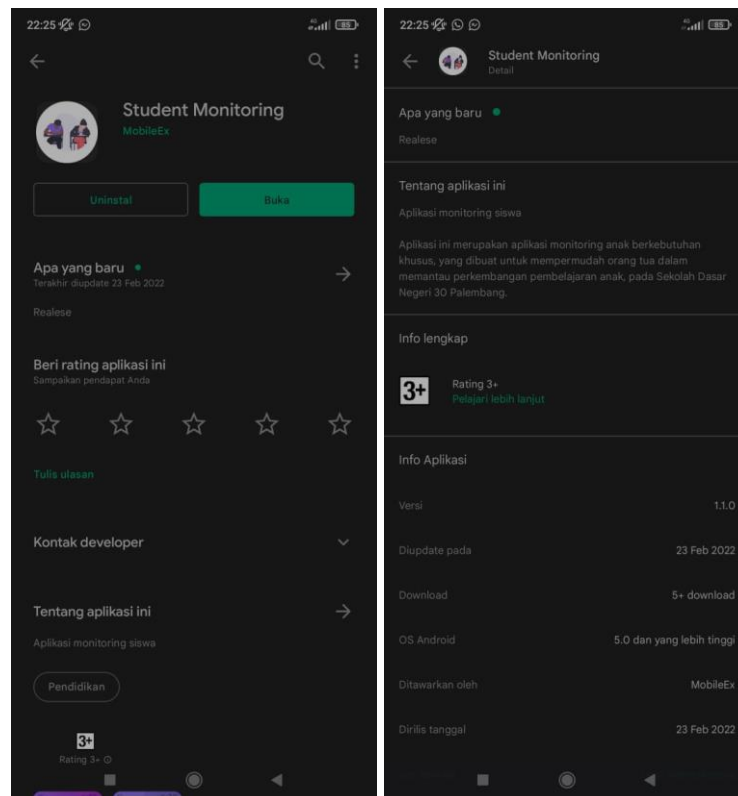 22:25
4G
85
Student Monitoring
MobileEx
Uninstal
Buka
Apa yang baru
Terakhir diupdate 23 Feb 2022
Realese
Beri rating aplikasi ini
Sampaikan pendapat Anda
Tulis ulasan
Kontak developer
Tentang aplikasi ini
Aplikasi monitoring siswa
Pendidikan
3+
Rating 3+
22:25
4G
85
Student Monitoring
Detail
Apa yang baru
Realese
Tentang aplikasi ini
Aplikasi monitoring siswa
Aplikasi ini merupakan aplikasi monitoring anak berkebutuhan
khusus, yang dibuat untuk mempermudah orang tua dalam
memantau perkembangan pembelajaran anak, pada Sekolah Dasar
Negeri 30 Palembang.
Info lengkap
3+
Rating 3+
Pelajari lebih lanjut
Info Aplikasi
Versi 1.1.0
Diupdate pada 23 Feb 2022
Download 5+ download
OS Android 5.0 dan yang lebih tinggi
Ditawarkan oleh MobileEx
Dirilis tanggal 23 Feb 2022